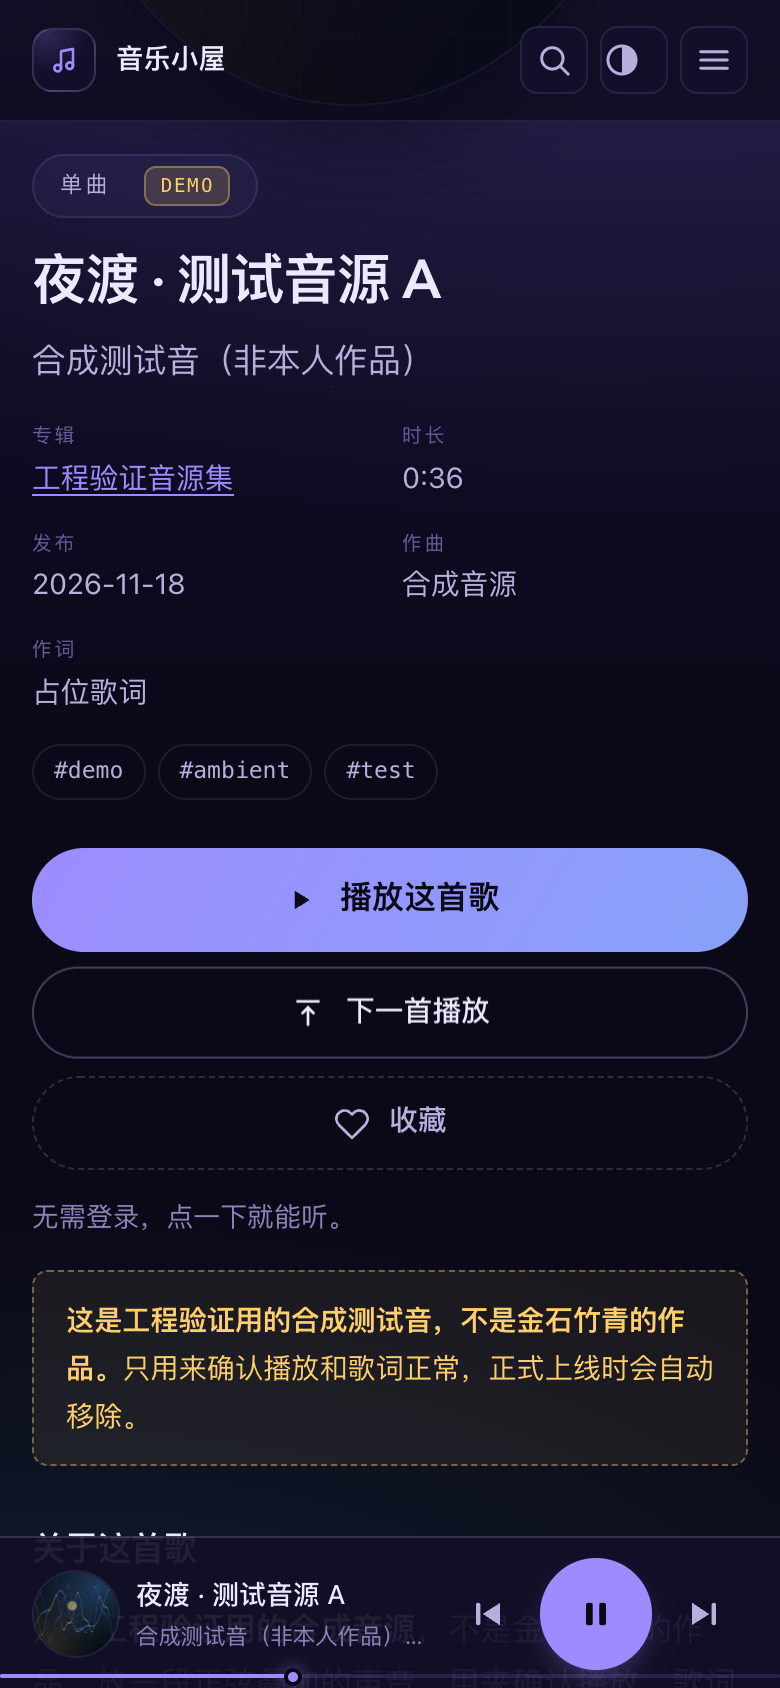 音乐小屋
单曲 DEMO
夜渡 · 测试音源 A
合成测试音（非本人作品）
专辑 时长
工程验证音源集 0:36
发布 作曲
2026-11-18 合成音源
作词
占位歌词
#demo #ambient #test
播放这首歌
下一首播放
收藏
无需登录，点一下就能听。
这是工程验证用的合成测试音，不是金石竹青的作
品。只用来确认播放和歌词正常，正式上线时会自动
移除。
关于这首歌
夜渡 · 测试音源 A
合成测试音（非本人作品）...